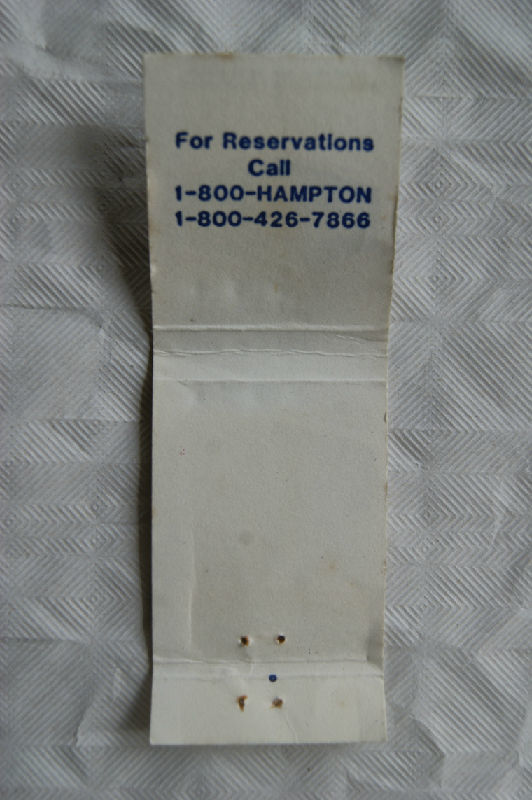 For Reservations
Call
1-800-HAMPTON
1-800-426-7866